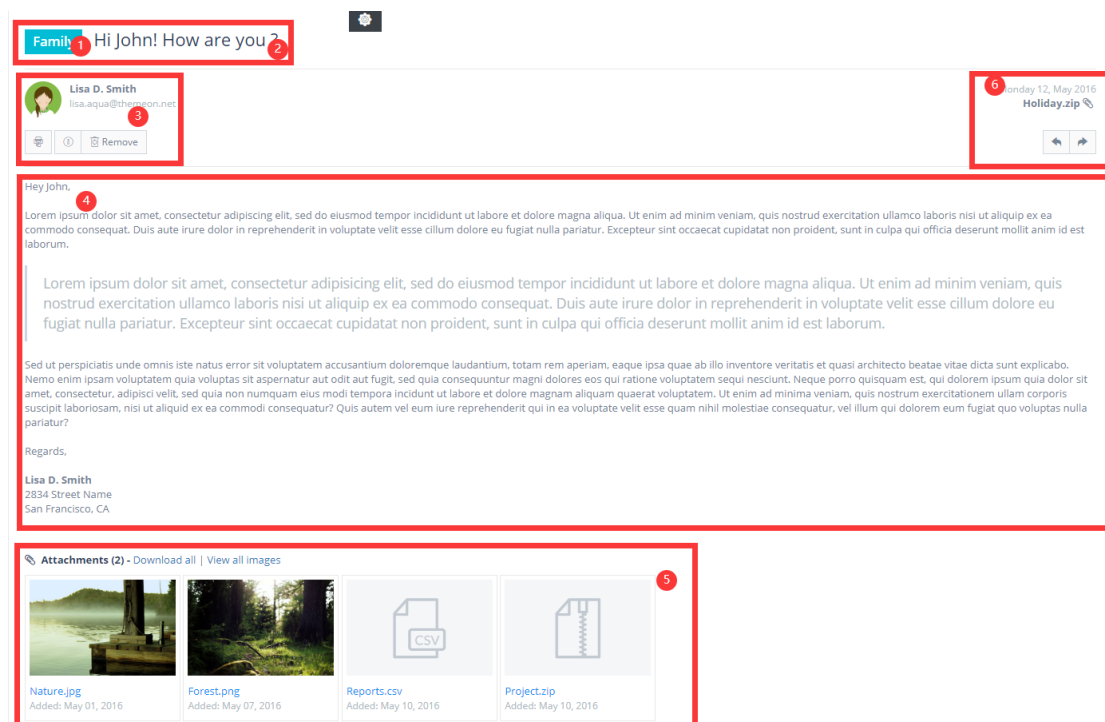 Family 1 Hi John! How are you ? 2
Lisa D. Smith
lisa.aqua@themeon.net
3
Remove
6 Monday 12, May 2016
Holiday.zip
Hey John,
4
Lorem ipsum dolor sit amet, consectetur adipiscing elit, sed do eiusmod tempor incididunt ut labore et dolore magna aliqua. Ut enim ad minim veniam, quis nostrud exercitation ullamco laboris nisi ut aliquip ex ea
commodo consequat. Duis aute irure dolor in reprehenderit in voluptate velit esse cillum dolore eu fugiat nulla pariatur. Excepteur sint occaecat cupidatat non proident, sunt in culpa qui officia deserunt mollit anim id est
laborum.
Lorem ipsum dolor sit amet, consectetur adipisicing elit, sed do eiusmod tempor incididunt ut labore et dolore magna aliqua. Ut enim ad minim veniam, quis
nostrud exercitation ullamco laboris nisi ut aliquip ex ea commodo consequat. Duis aute irure dolor in reprehenderit in voluptate velit esse cillum dolore eu
fugiat nulla pariatur. Excepteur sint occaecat cupidatat non proident, sunt in culpa qui officia deserunt mollit anim id est laborum.
Sed ut perspiciatis unde omnis iste natus error sit voluptatem accusantium doloremque laudantium, totam rem aperiam, eaque ipsa quae ab illo inventore veritatis et quasi architecto beatae vitae dicta sunt explicabo.
Nemo enim ipsam voluptatem quia voluptas sit aspernatur aut odit aut fugit, sed quia consequuntur magni dolores eos qui ratione voluptatem sequi nesciunt. Neque porro quisquam est, qui dolorem ipsum quia dolor sit
amet, consectetur, adipisci velit, sed quia non numquam eius modi tempora incidunt ut labore et dolore magnam aliquam quaerat voluptatem. Ut enim ad minima veniam, quis nostrum exercitationem ullam corporis
suscipit laboriosam, nisi ut aliquid ex ea commodi consequatur? Quis autem vel eum iure reprehenderit qui in ea voluptate velit esse quam nihil molestiae consequatur, vel illum qui dolorem eum fugiat quo voluptas nulla
pariatur?
Regards,
Lisa D. Smith
2834 Street Name
San Francisco, CA
Attachments (2) - Download all | View all images
5
CSV
Nature.jpg
Added: May 01, 2016
Forest.png
Added: May 07, 2016
Reports.csv
Added: May 10, 2016
Project.zip
Added: May 10, 2016